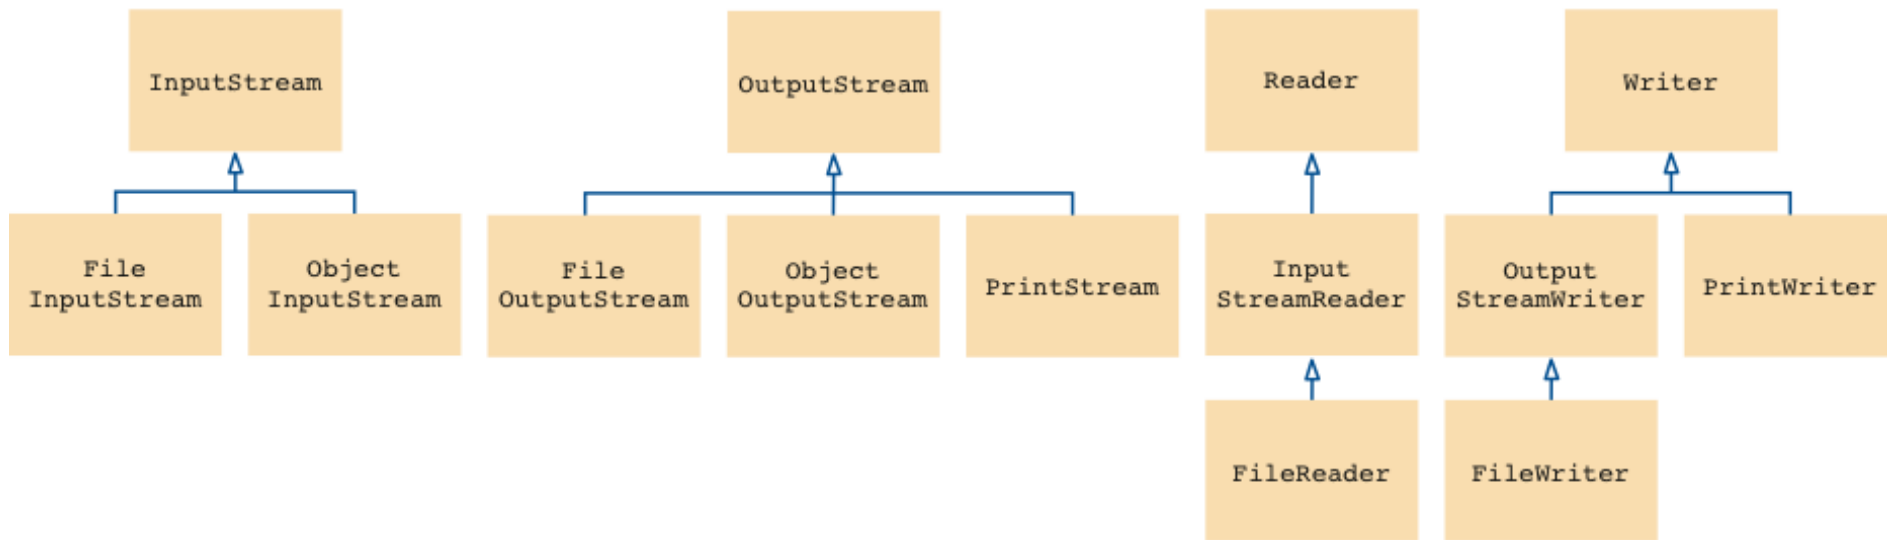 InputStream
OutputStream
Reader
Writer
File
InputStream
Object
InputStream
File
OutputStream
Object
OutputStream
PrintStream
Input
StreamReader
Output
StreamWriter
PrintWriter
FileReader
FileWriter